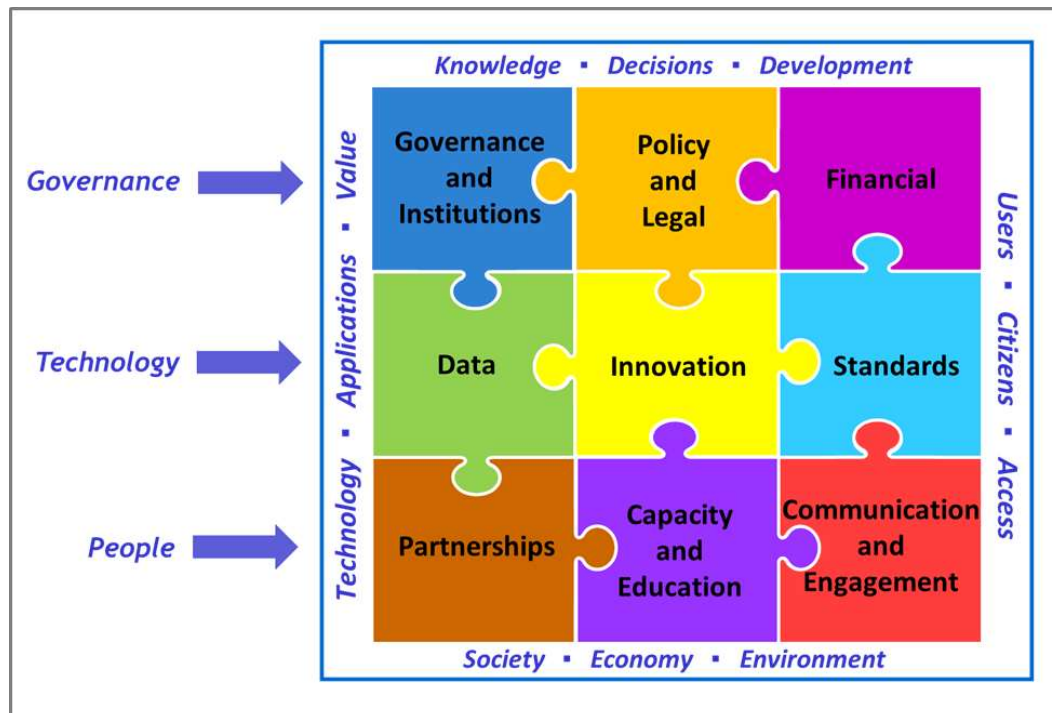 Knowledge ▪ Decisions ▪ Development
Governance
Technology
People
Technology ▪ Applications ▪ Value
Governance
and
Institutions
Policy
and
Legal
Financial
Data
Innovation
Standards
Partnerships
Capacity
and
Education
Communication
and
Engagement
Users ▪ Citizens ▪ Access
Society ▪ Economy ▪ Environment